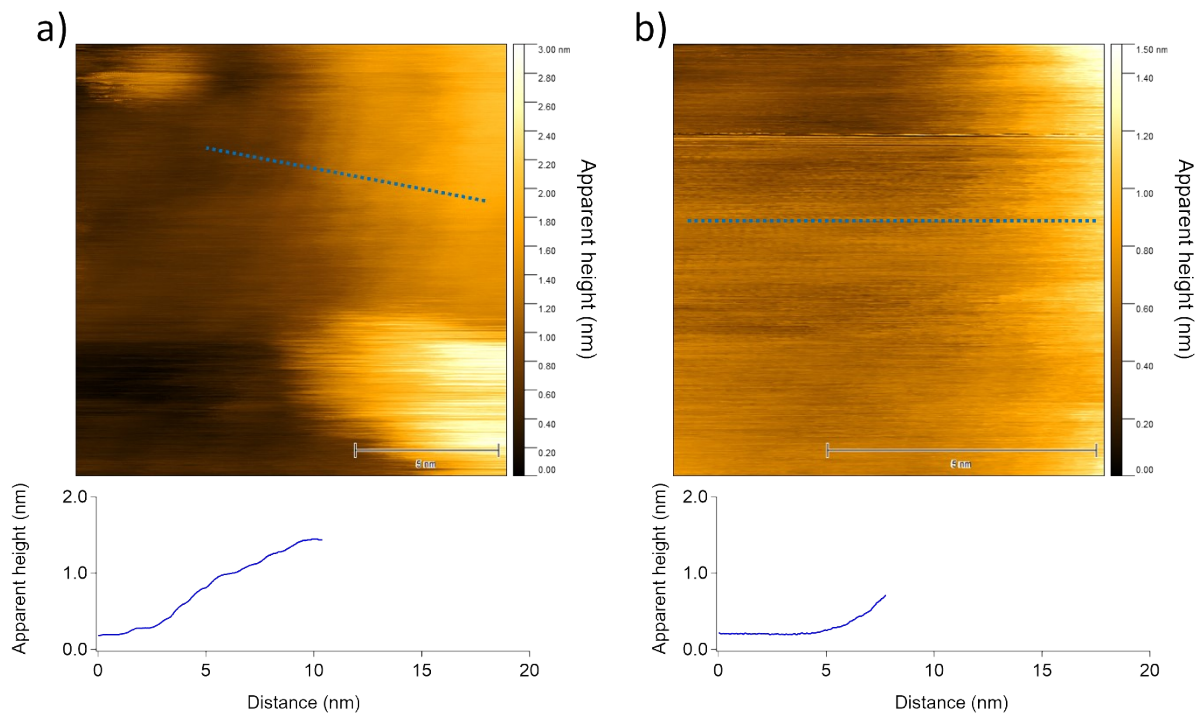 a)
3.00 nm
2.80
2.60
2.40
2.20
2.00
1.80
1.60
1.40
1.20
1.00
0.80
0.60
0.40
0.20
0.00
Apparent height (nm)
5 nm
b)
1.50 nm
1.40
1.20
1.00
0.80
0.60
0.40
0.20
0.00
Apparent height (nm)
5 nm
Apparent height (nm)
2.0
1.0
0.0
0 5 10 15 20
Distance (nm)
Apparent height (nm)
2.0
1.0
0.0
0 5 10 15 20
Distance (nm)